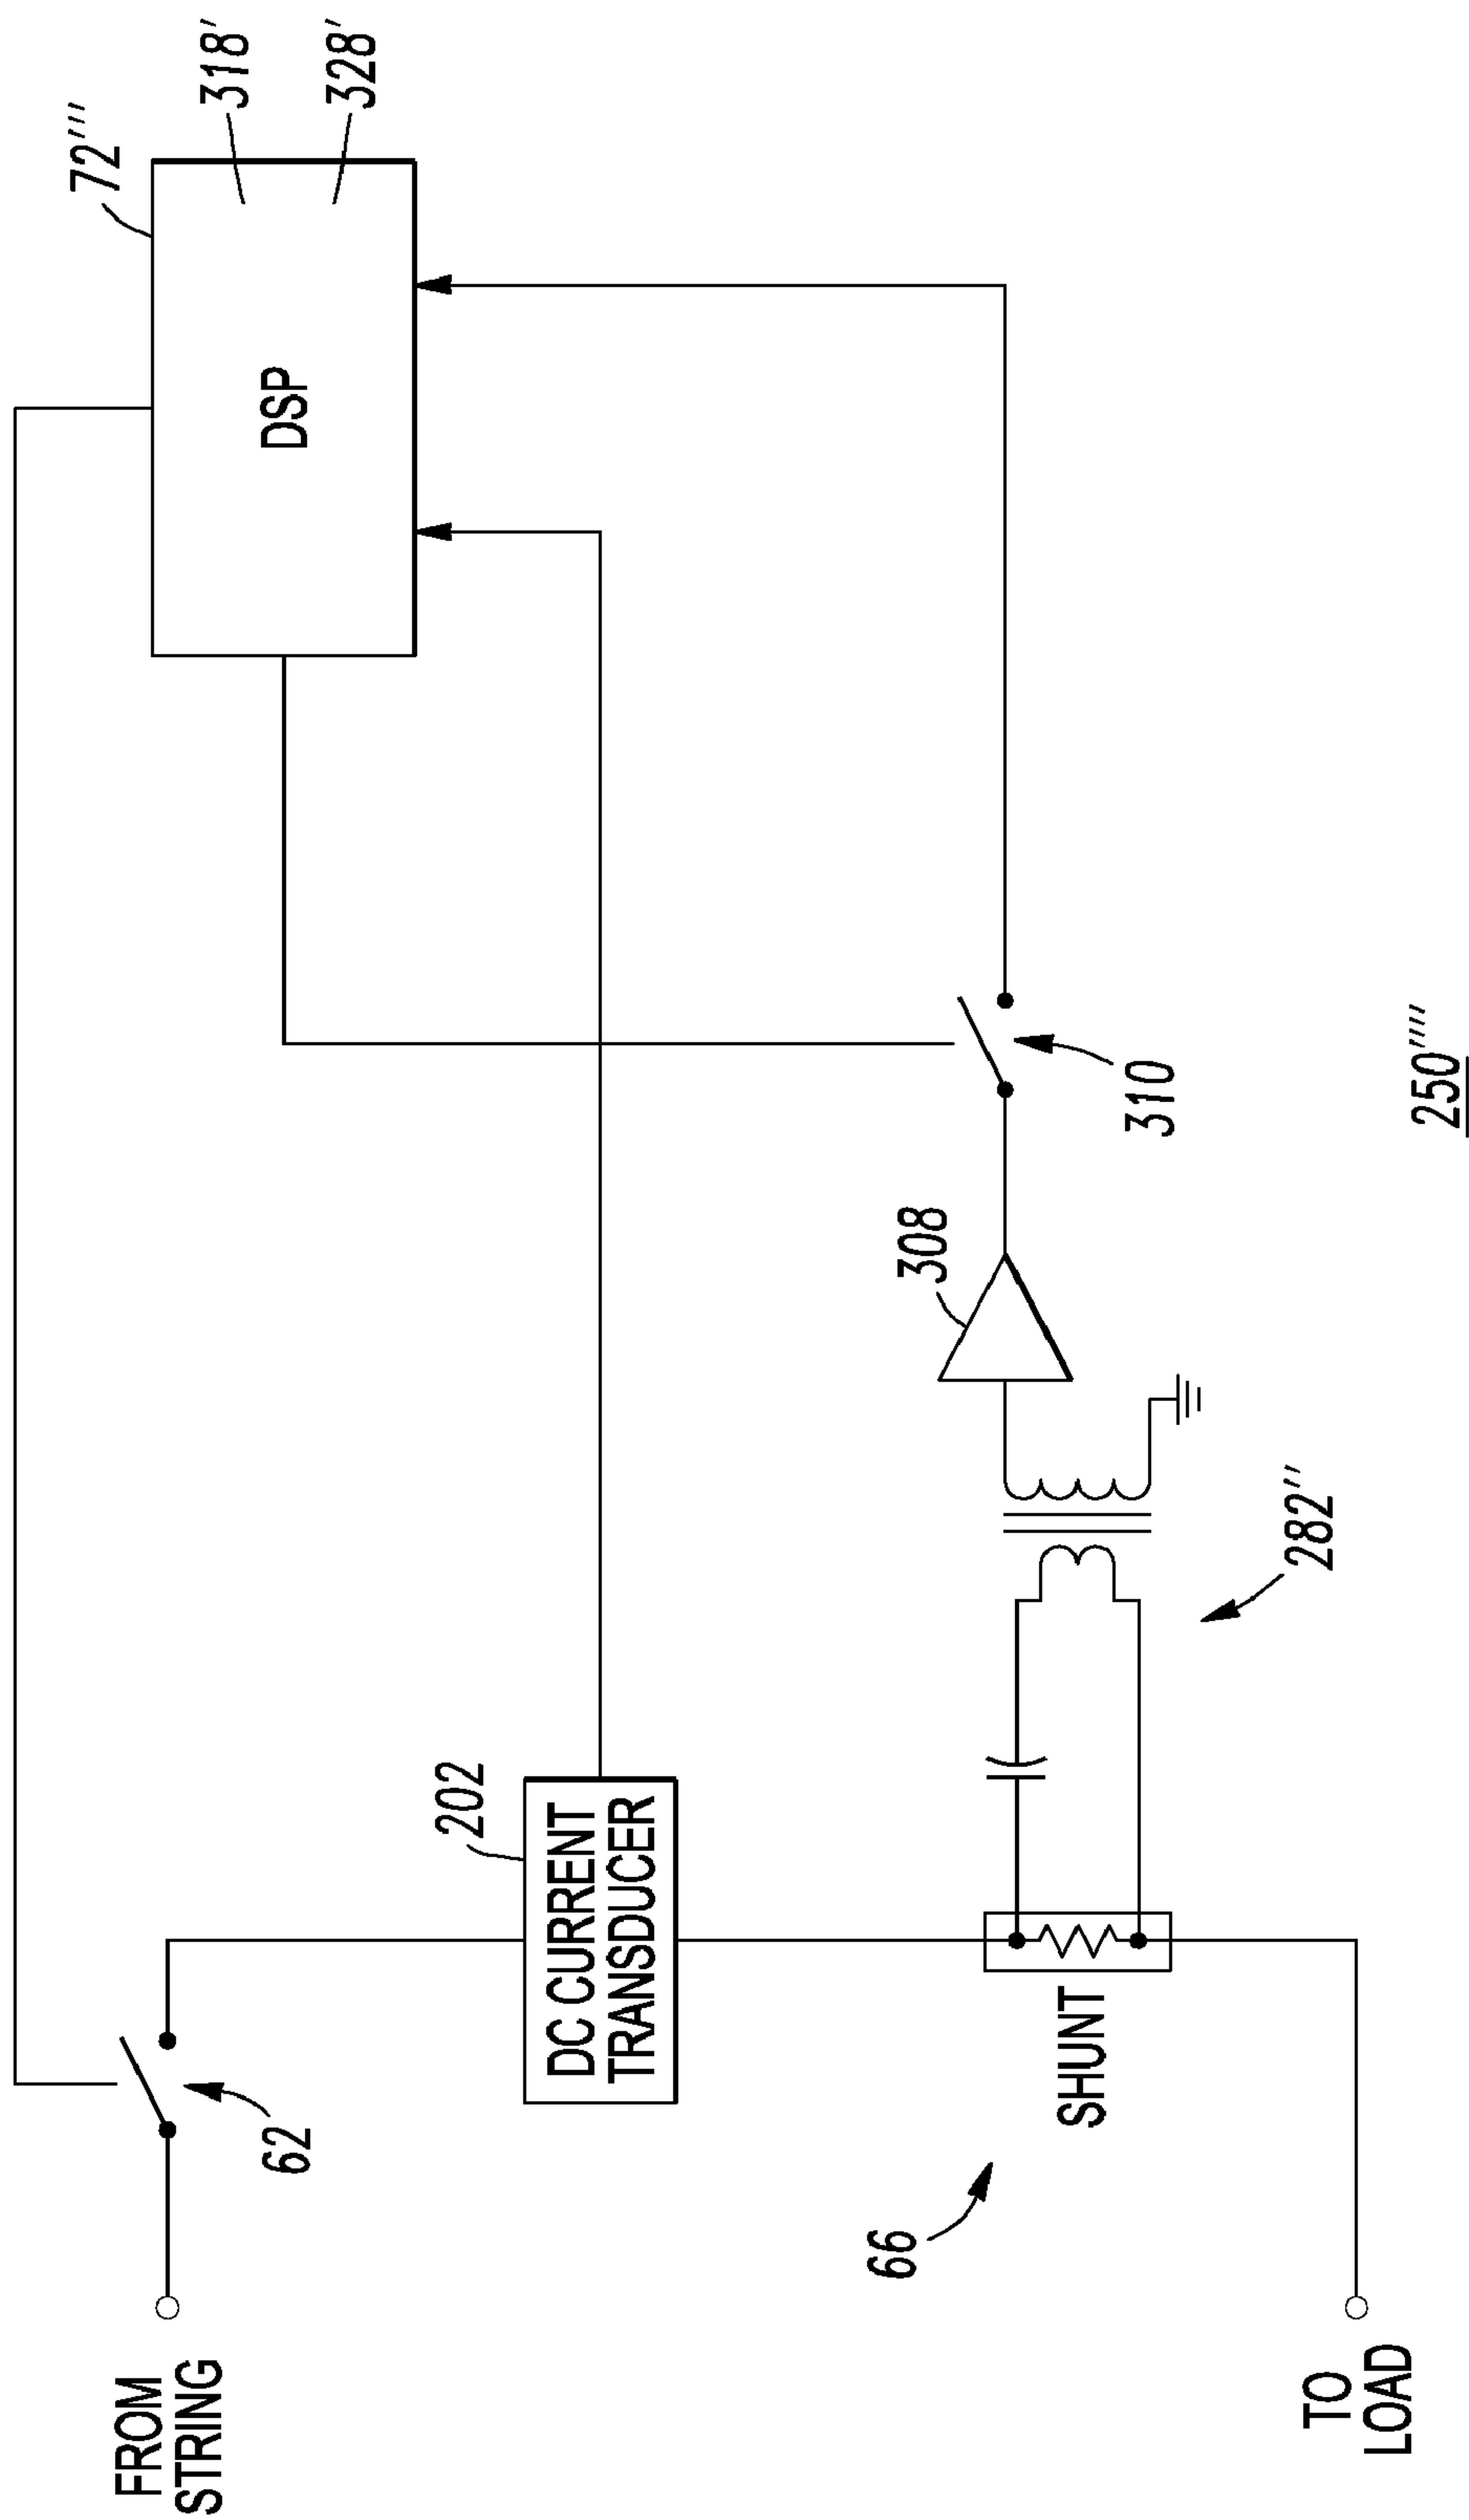 72'''
FROM
STRING
318'
62
DSP
328'
202
DC CURRENT
TRANSDUCER
66
308
SHUNT
310
282''
TO
LOAD
250''''